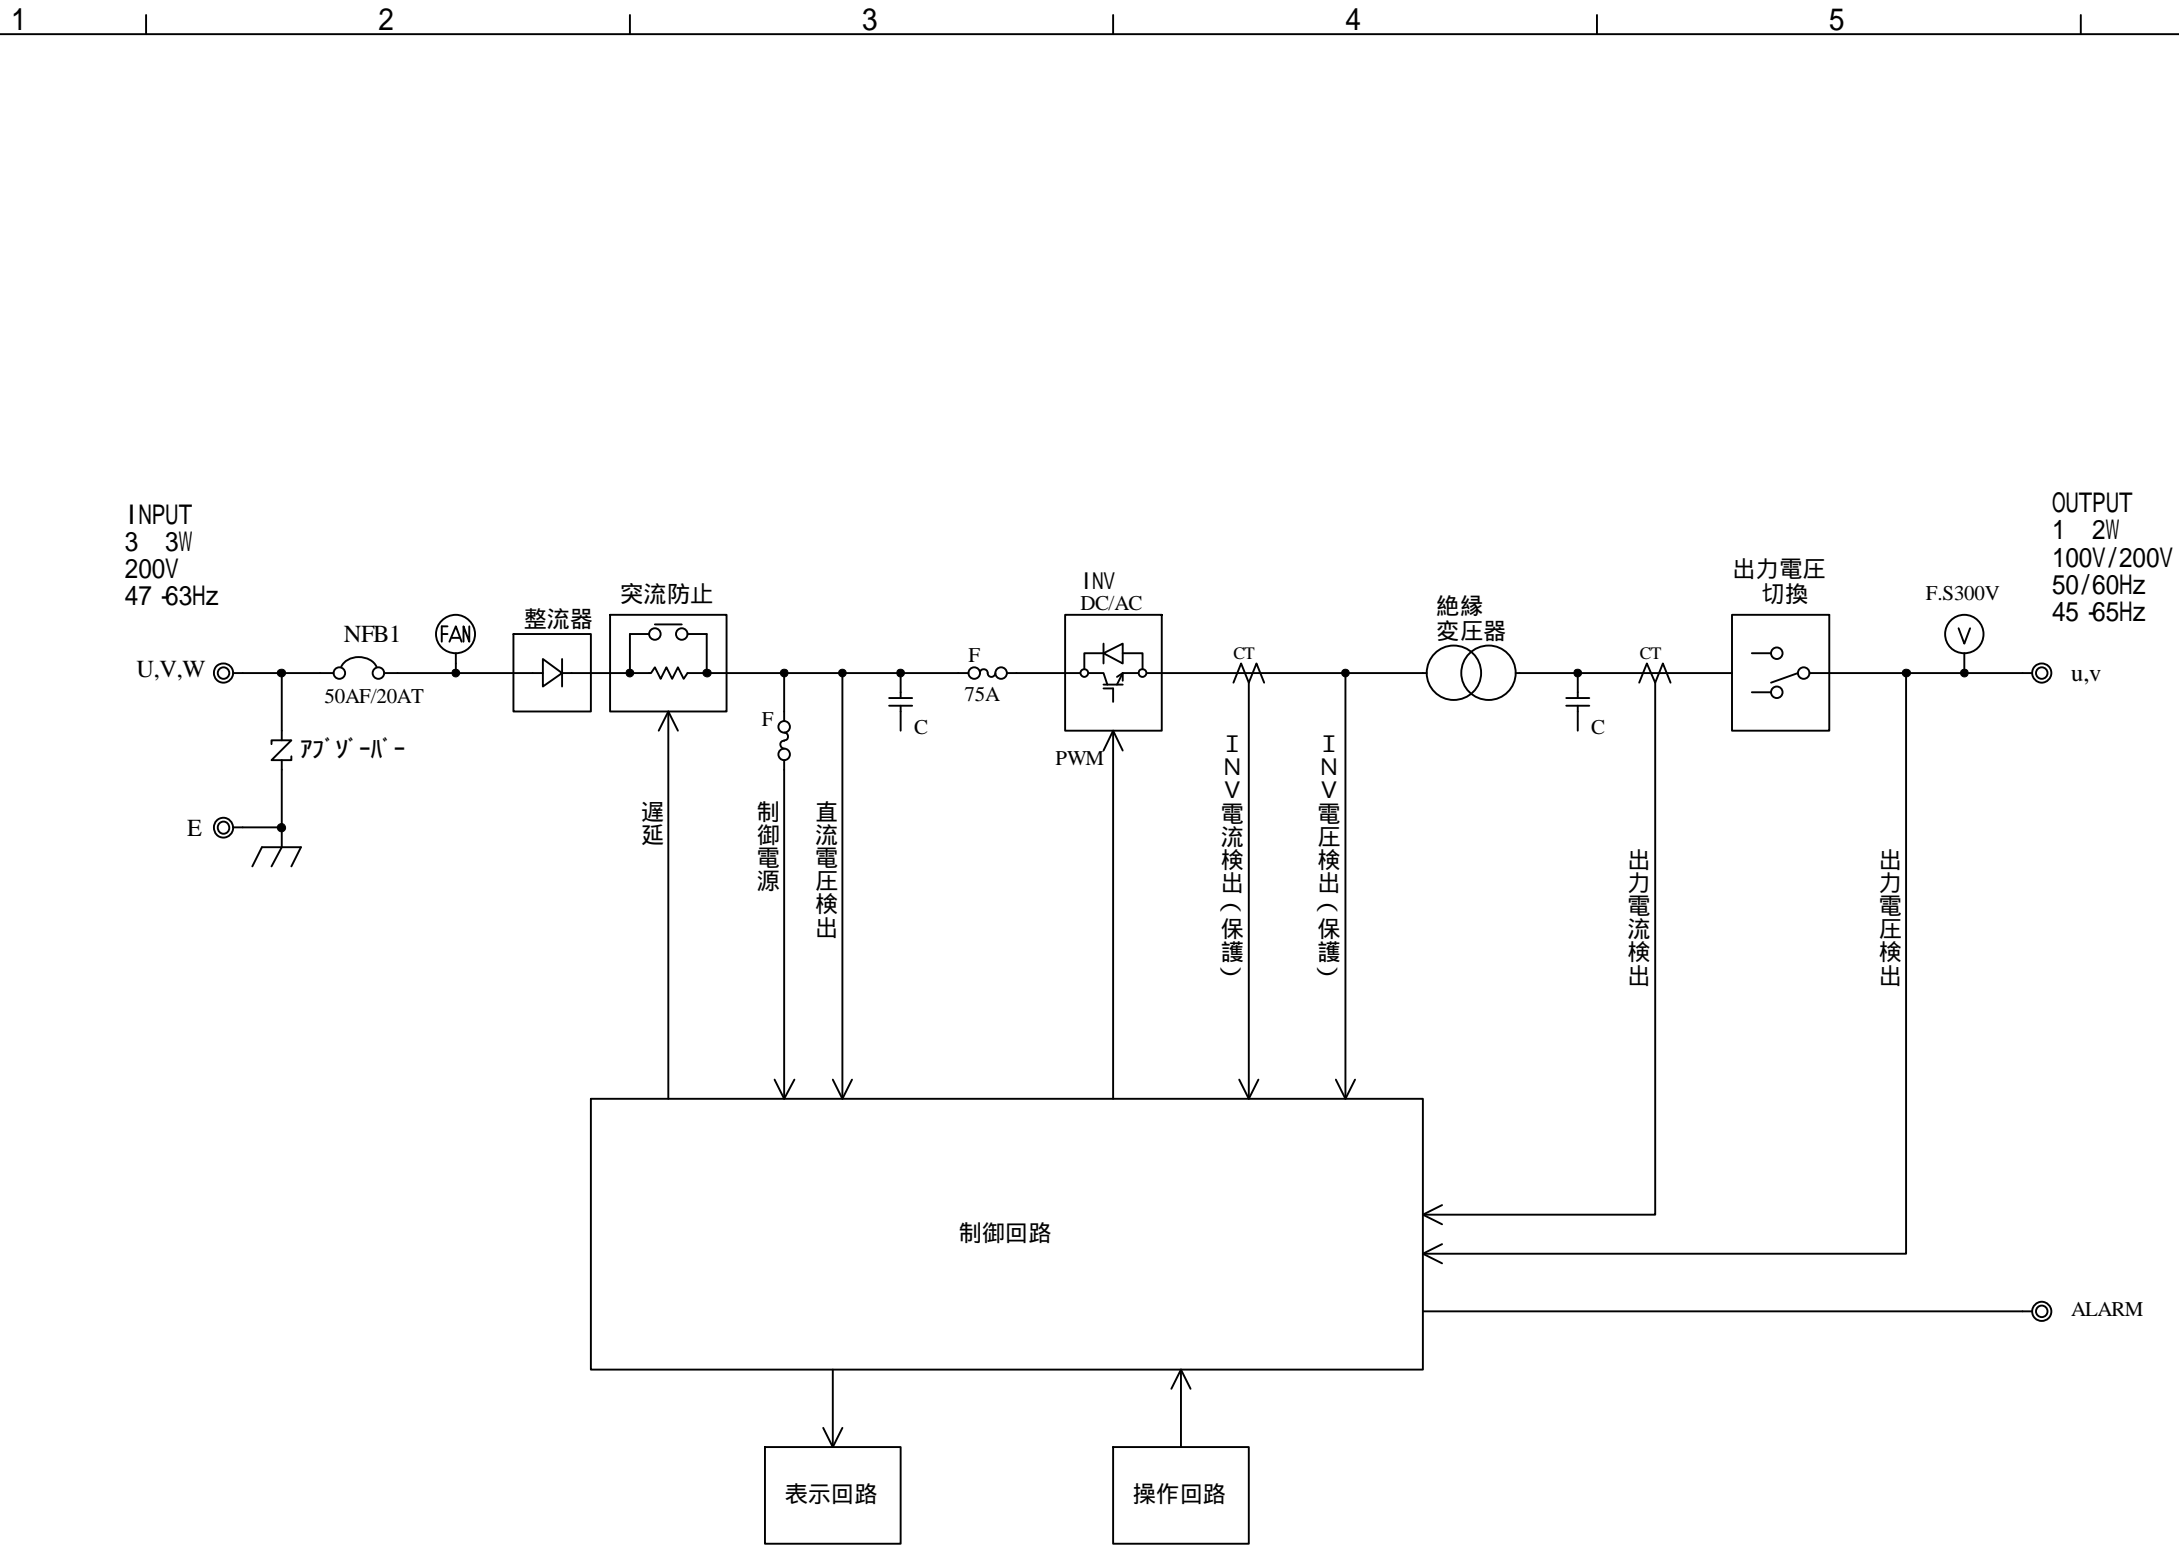 1
2
3
4
5
INPUT
3 3W
200V
47-63Hz
OUTPUT
1 2W
100V/200V
50/60Hz
45-65Hz
U,V,W
NFB1
50AF/20AT
FAN
整流器
突流防止
F
75A
INV
DC/AC
CT
絶縁
変圧器
CT
出力電圧
切換
F.S300V
V
u,v
C
C
F
アブゾーバー
E
PWM
遅延
制御電源
直流電圧検出
INV電流検出(保護)
INV電圧検出(保護)
出力電流検出
出力電圧検出
制御回路
ALARM
表示回路
操作回路